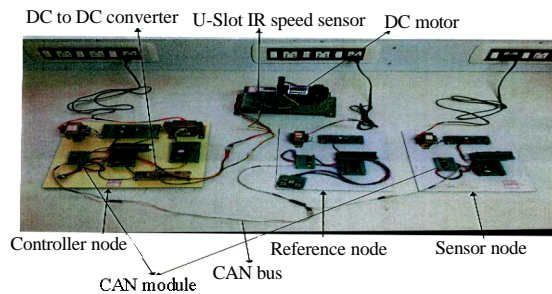 DC to DC converter
U-Slot IR speed sensor
DC motor
Controller node
Reference node
Sensor node
CAN module
CAN bus